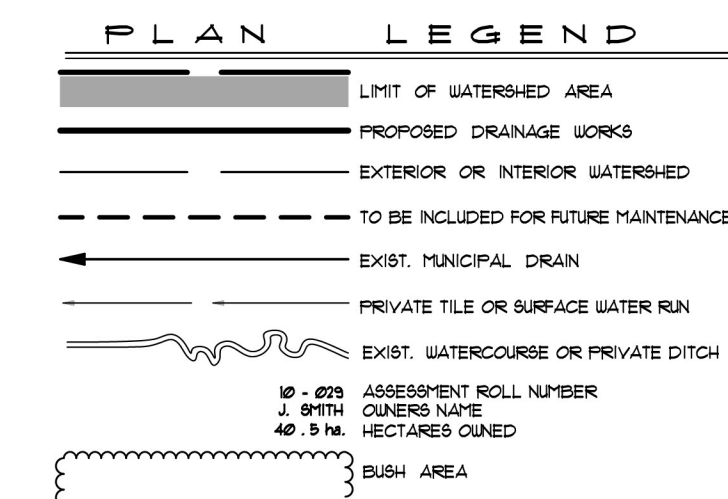 PLAN LEGEND
LIMIT OF WATERSHED AREA
PROPOSED DRAINAGE WORKS
EXTERIOR OR INTERIOR WATERSHED
TO BE INCLUDED FOR FUTURE MAINTENANCE
EXIST. MUNICIPAL DRAIN
PRIVATE TILE OR SURFACE WATER RUN
EXIST. WATERCOURSE OR PRIVATE DITCH
10 - 029 ASSESSMENT ROLL NUMBER
J. SMITH OWNERS NAME
40 . 5 ha. HECTARES OWNED
BUSH AREA